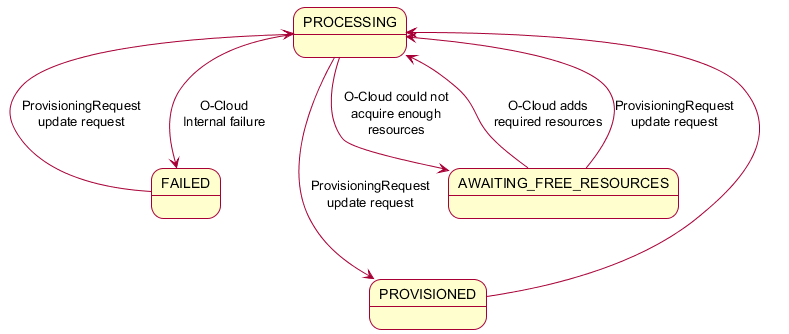 PROCESSING
ProvisioningRequest
update request
O-Cloud
Internal failure
O-Cloud could not
acquire enough
resources
O-Cloud adds
required resources
ProvisioningRequest
update request
FAILED
AWAITING_FREE_RESOURCES
ProvisioningRequest
update request
PROVISIONED